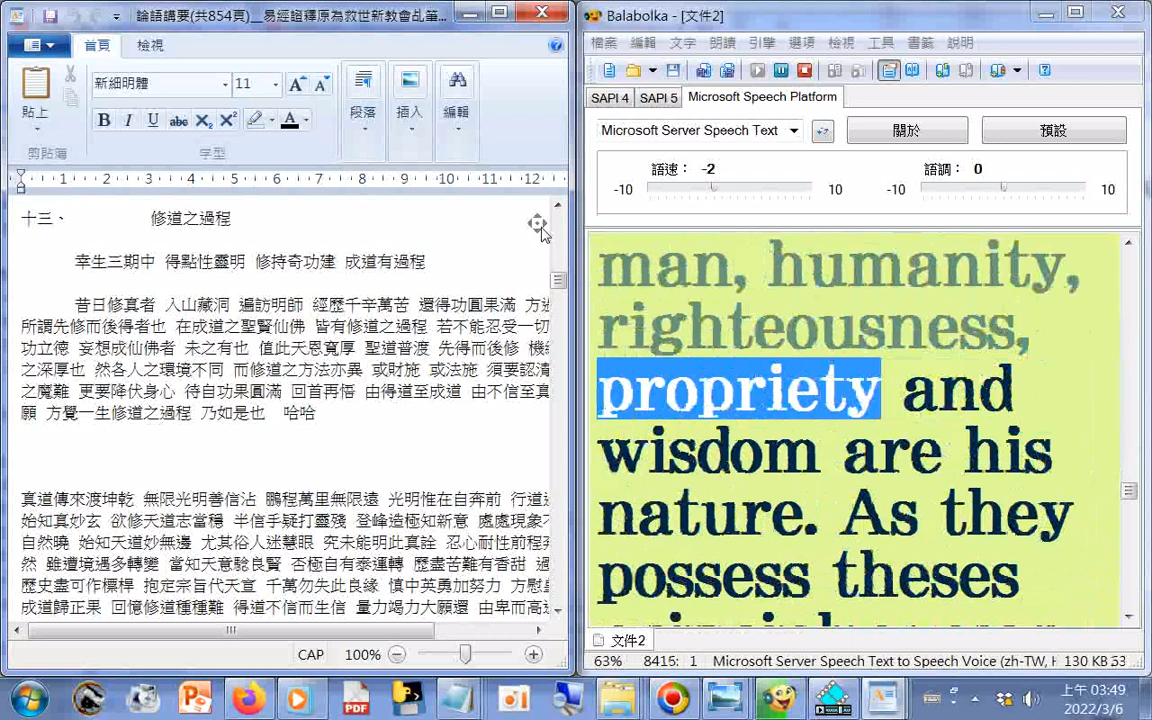 論語講要(共854頁)__易經證釋原為救世新教會乩筆...
首頁
檢視
新細明體
11
貼上
段落
插入
編輯
剪貼簿
字型
1 2 3 4 5 6 7 8 9 10 11 12
十三、 修道之過程
幸生三期中 得點性靈明 修持奇功建 成道有過程
昔日修真者 入山藏洞 遍訪明師 經歷千辛萬苦 還得功圓果滿 方
所謂先修而後得者也 在成道之聖賢仙佛 皆有修道之過程 若不能忍受一切
功立德 妄想成仙佛者 未之有也 值此天恩寬厚 聖道普渡 先得而後修 機
之深厚也 然各人之環境不同 而修道之方法亦異 或財施 或法施 須要認清
之魔難 更要降伏身心 待自功果圓滿 回首再悟 由得道至成道 由不信至真
願 方覺一生修道之過程 乃如是也 哈哈
真道傳來渡坤乾 無限光明善信沾 鵬程萬里無限遠 光明惟在自奔前 行道
始知真妙玄 欲修天道志當穩 半信乎疑打靈殘 登峰造極知新意 處處現象
自然曉 始知天道妙無邊 尤其俗人迷慧眼 究未能明此真詮 忍心耐性前程
然 雖遭境遇多轉變 當知天意駼良賢 否極自有泰運轉 歷盡苦難有香甜
歷史盡可作標桿 抱定宗旨代天宣 千萬勿失此良緣 慎中英勇加努力 方慰
成道歸正果 回憶修道種種難 得道不信而生信 量力竭力大願還 由卑而高
CAP 100%
Balabolka - [文件2]
檔案 編輯 文字 朗讀 引擎 選項 檢視 工具 書籤 說明
SAPI 4 SAPI 5 Microsoft Speech Platform
Microsoft Server Speech Text
關於
預設
語速: -2
語調: 0
-10 10 -10 10
man, humanity,
righteousness,
propriety and
wisdom are his
nature. As they
possess theses
文件2
63% 8415: 1 Microsoft Server Speech Text to Speech Voice (zh-TW, H 130 KB
上午 03:49
2022/3/6